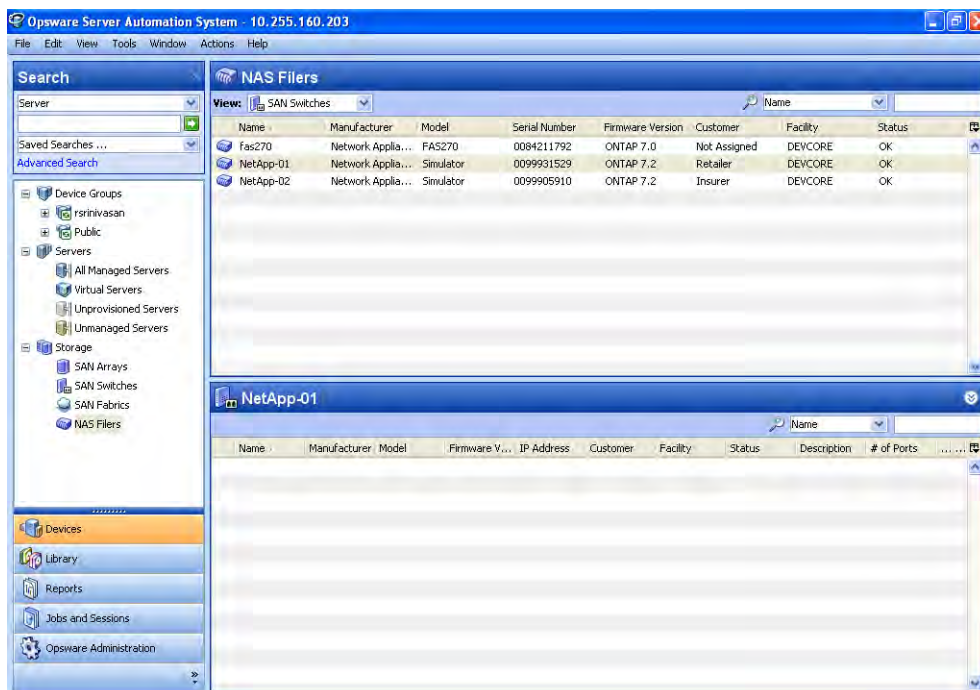 Opsware Server Automation System - 10.255.160.203
File Edit View Tools Window Actions Help
Search
Server
Saved Searches ...
Advanced Search
Device Groups
rsrinivasan
Public
Servers
All Managed Servers
Virtual Servers
Unprovisioned Servers
Unmanaged Servers
Storage
SAN Arrays
SAN Switches
SAN Fabrics
NAS Filers
Devices
Library
Reports
Jobs and Sessions
Opsware Administration
NAS Filers
View: SAN Switches Name
Name Manufacturer Model Serial Number Firmware Version Customer Facility Status
fas270 Network Applia... FAS270 0084211792 ONTAP 7.0 Not Assigned DEVCORE OK
NetApp-01 Network Applia... Simulator 0099931529 ONTAP 7.2 Retailer DEVCORE OK
NetApp-02 Network Applia... Simulator 0099905910 ONTAP 7.2 Insurer DEVCORE OK
NetApp-01
Name
Name Manufacturer Model Firmware V... IP Address Customer Facility Status Description # of Ports ... ...